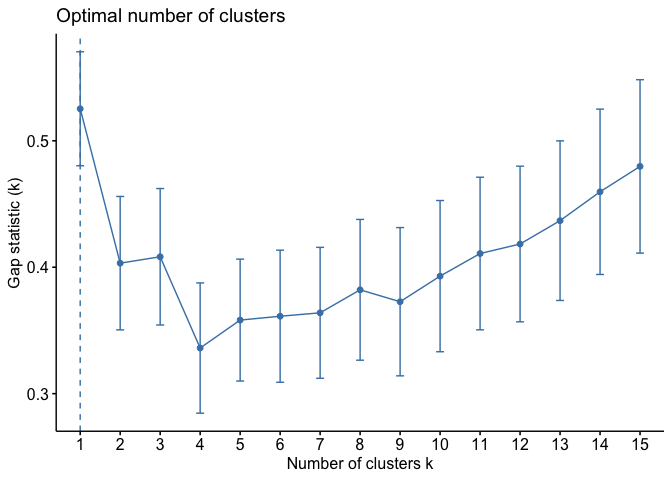 Optimal number of clusters
Gap statistic (k)
0.5
0.4
0.3
1 2 3 4 5 6 7 8 9 10 11 12 13 14 15
Number of clusters k